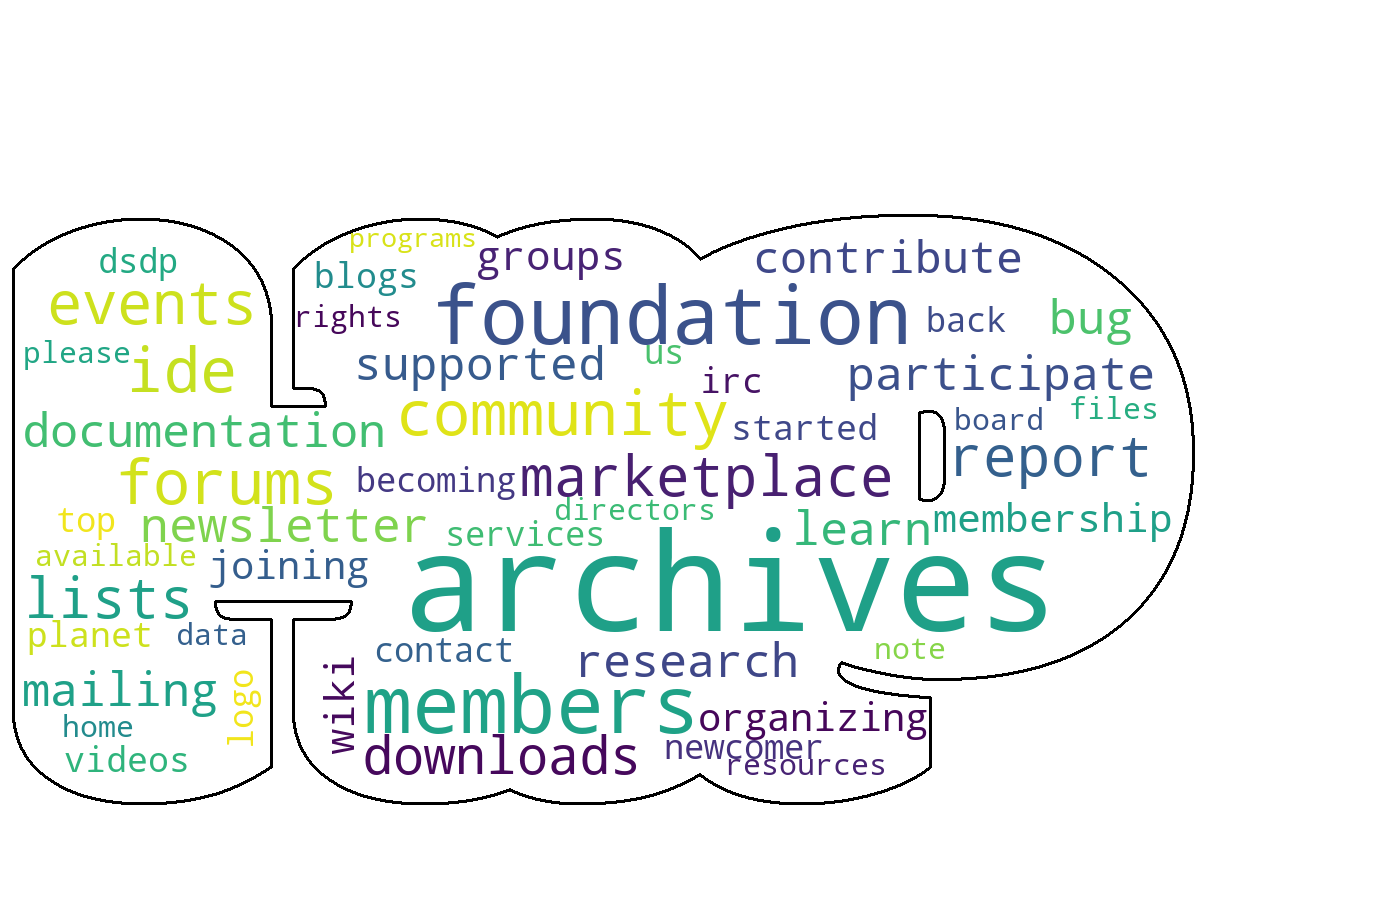 programs
groups
contribute
dsdp
blogs
events
rights
foundation
back
bug
please
ide
supported
us
irc
participate
documentation
community
started
board
files
forums
becoming
marketplace
report
top
newsletter
services
directors
learn
membership
available
joining
archives
lists
planet
data
contact
research
note
mailing
logo
wiki
members
organizing
home
videos
downloads
newcomer
resources